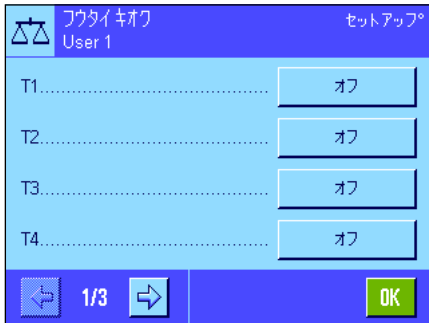 フウタイ キオク セットアップ
User 1
T1 オフ
T2 オフ
T3 オフ
T4 オフ
1/3 OK